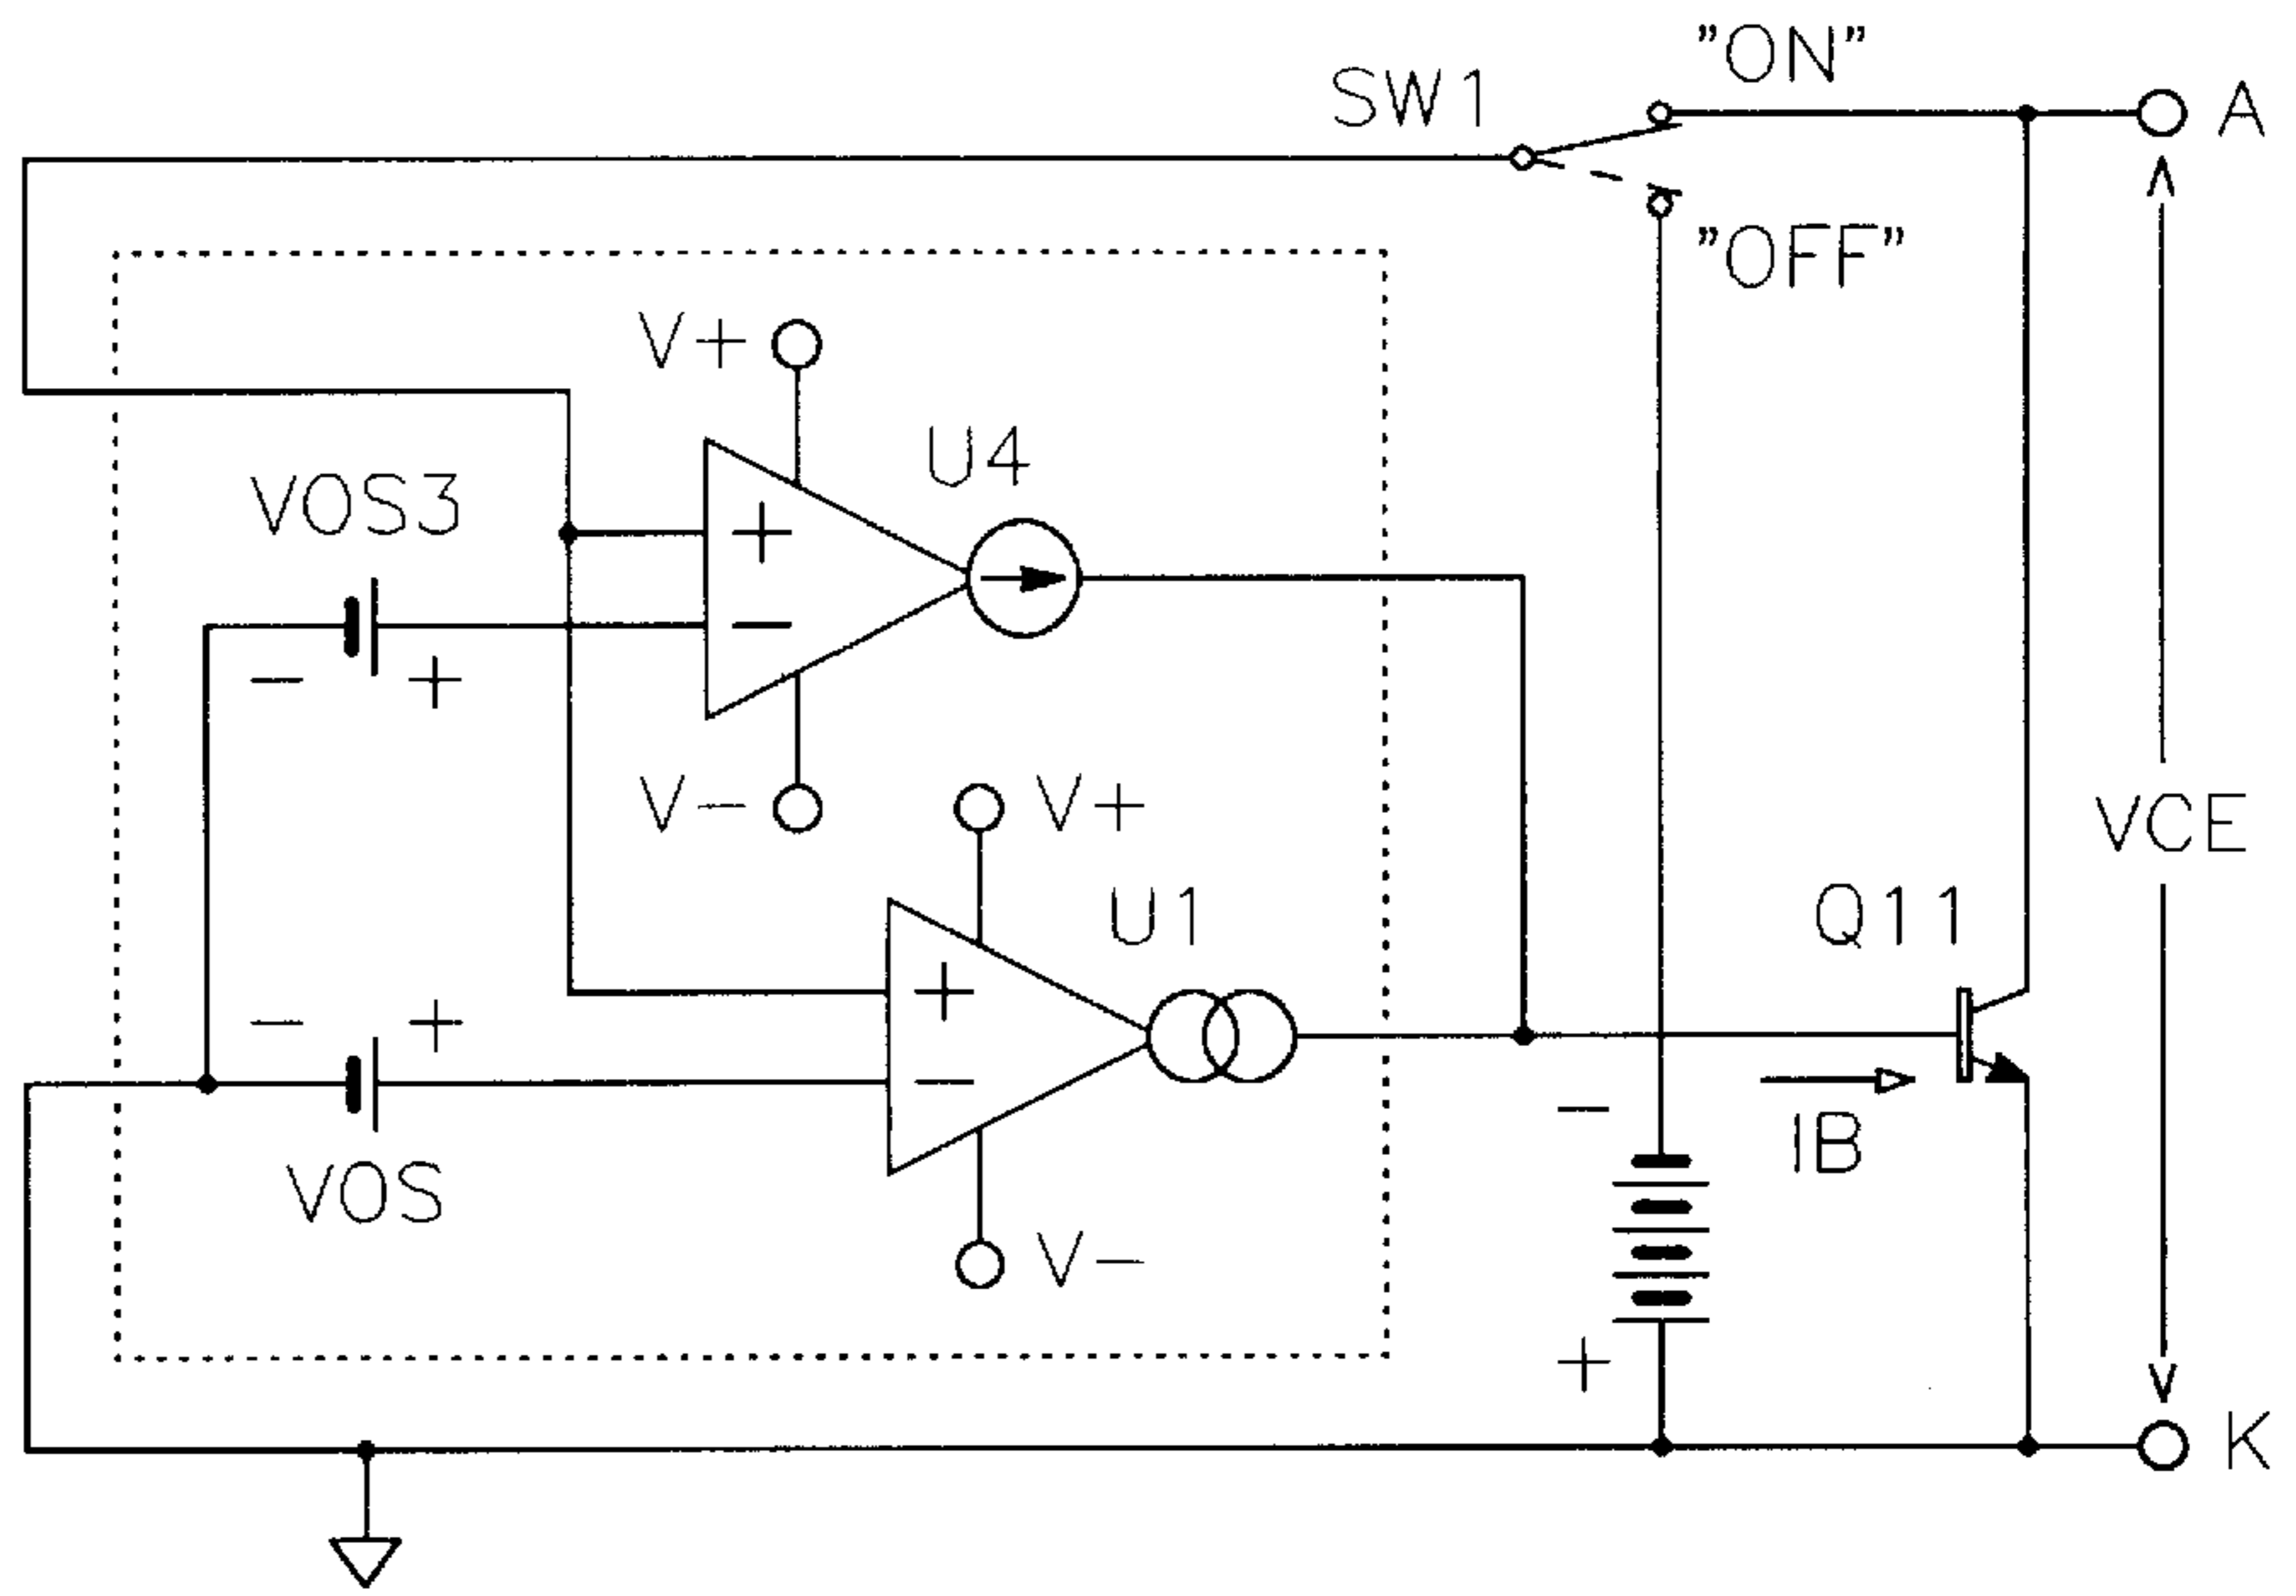 "ON"
SW1
A
"OFF"
V+
U4
VOS3
+
−
− +
V−
V+
VCE
U1
Q11
− +
+
−
−
IB
VOS
V−
+
K